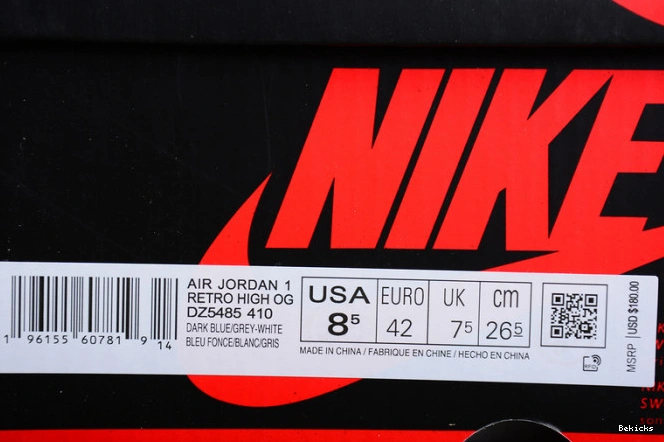 NIKE
AIR JORDAN 1
RETRO HIGH OG
DZ5485 410
DARK BLUE/GREY-WHITE
BLEU FONCE/BLANC/GRIS
1 96155 60781 9 14
USA
8⁵
EURO
42
UK
7⁵
cm
26⁵
MADE IN CHINA / FABRIQUE EN CHINE / HECHO EN CHINA
RFID
MSRP USD $180.00
SW
Bekicks